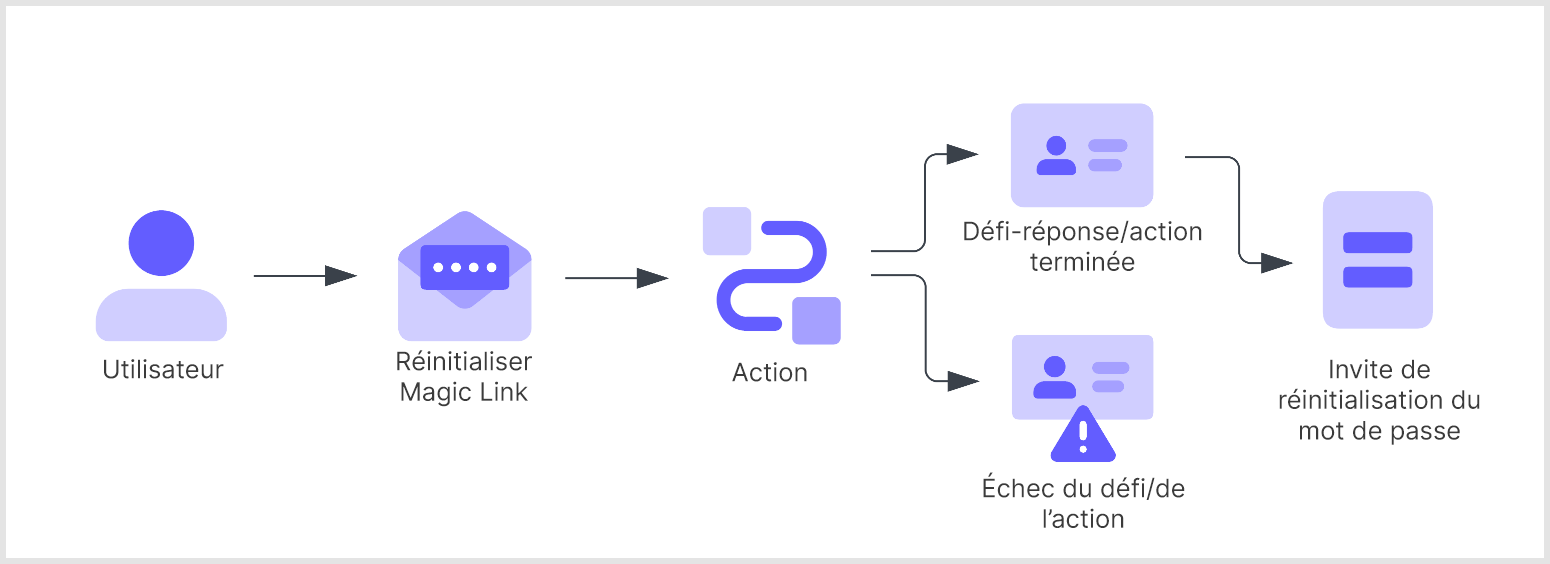 Utilisateur
Réinitialiser
Magic Link
Action
Défi-réponse/action
terminée
Échec du défi/de
l’action
Invite de
réinitialisation du
mot de passe